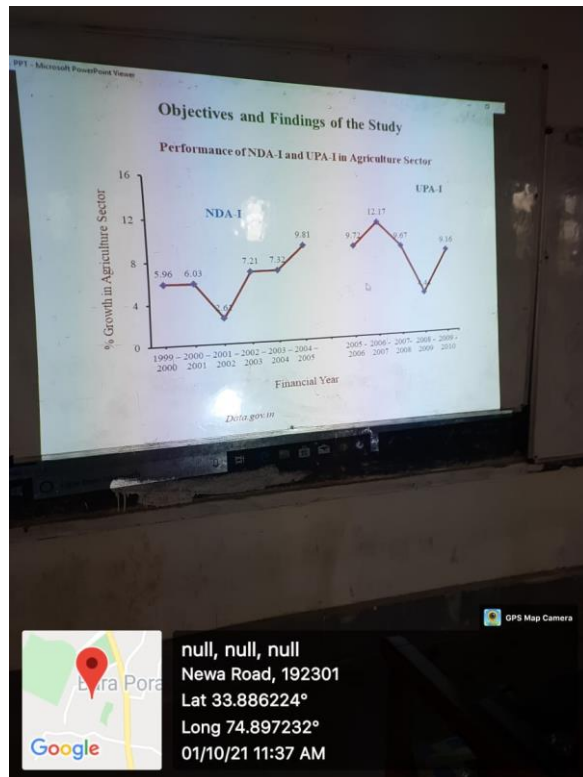 PPT - Microsoft PowerPoint Viewer
Objectives and Findings of the Study
Performance of NDA-I and UPA-I in Agriculture Sector
% Growth in Agriculture Sector
16
12
8
4
0
NDA-I
UPA-I
5.96
6.03
7.21
7.32
9.81
9.72
12.17
9.67
1999 – 2000 – 2001 – 2002 – 2003 – 2004 –
2000 2001 2002 2003 2004 2005
2005 - 2006 - 2007- 2008 - 2009 -
2006 2007 2008 2009 2010
Financial Year
Data.gov.in
GPS Map Camera
Pora
Google
null, null, null
Newa Road, 192301
Lat 33.886224°
Long 74.897232°
01/10/21 11:37 AM